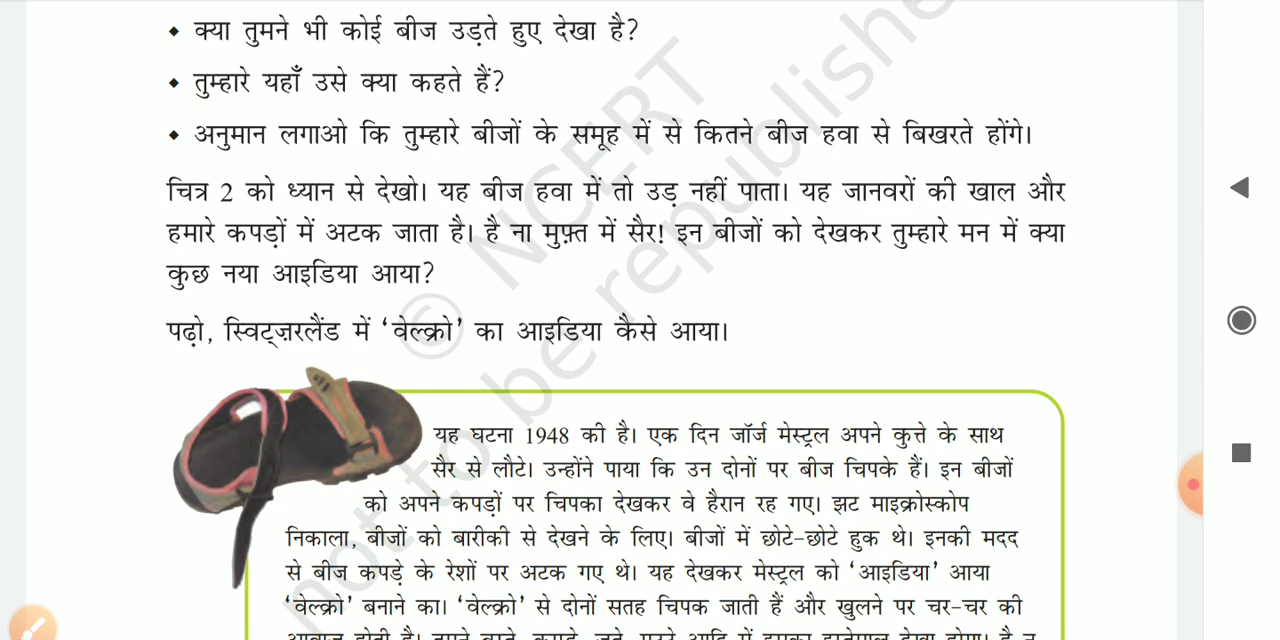 ◆ क्या तुमने भी कोई बीज उड़ते हुए देखा है?
◆ तुम्हारे यहाँ उसे क्या कहते हैं?
◆ अनुमान लगाओ कि तुम्हारे बीजों के समूह में से कितने बीज हवा से बिखरते होंगे।
चित्र 2 को ध्यान से देखो। यह बीज हवा में तो उड़ नहीं पाता। यह जानवरों की खाल और
हमारे कपड़ों में अटक जाता है। है ना मुफ़्त में सैर! इन बीजों को देखकर तुम्हारे मन में क्या
कुछ नया आइडिया आया?
पढ़ो, स्विट्ज़रलैंड में ‘वेल्क्रो’ का आइडिया कैसे आया।
यह घटना 1948 की है। एक दिन जॉर्ज मेस्ट्रल अपने कुत्ते के साथ
सैर से लौटे। उन्होंने पाया कि उन दोनों पर बीज चिपके हैं। इन बीजों
को अपने कपड़ों पर चिपका देखकर वे हैरान रह गए। झट माइक्रोस्कोप
निकाला, बीजों को बारीकी से देखने के लिए। बीजों में छोटे-छोटे हुक थे। इनकी मदद
से बीज कपड़े के रेशों पर अटक गए थे। यह देखकर मेस्ट्रल को ‘आइडिया’ आया
‘वेल्क्रो’ बनाने का। ‘वेल्क्रो’ से दोनों सतह चिपक जाती हैं और खुलने पर चर-चर की
© NCERT
not to be republishe